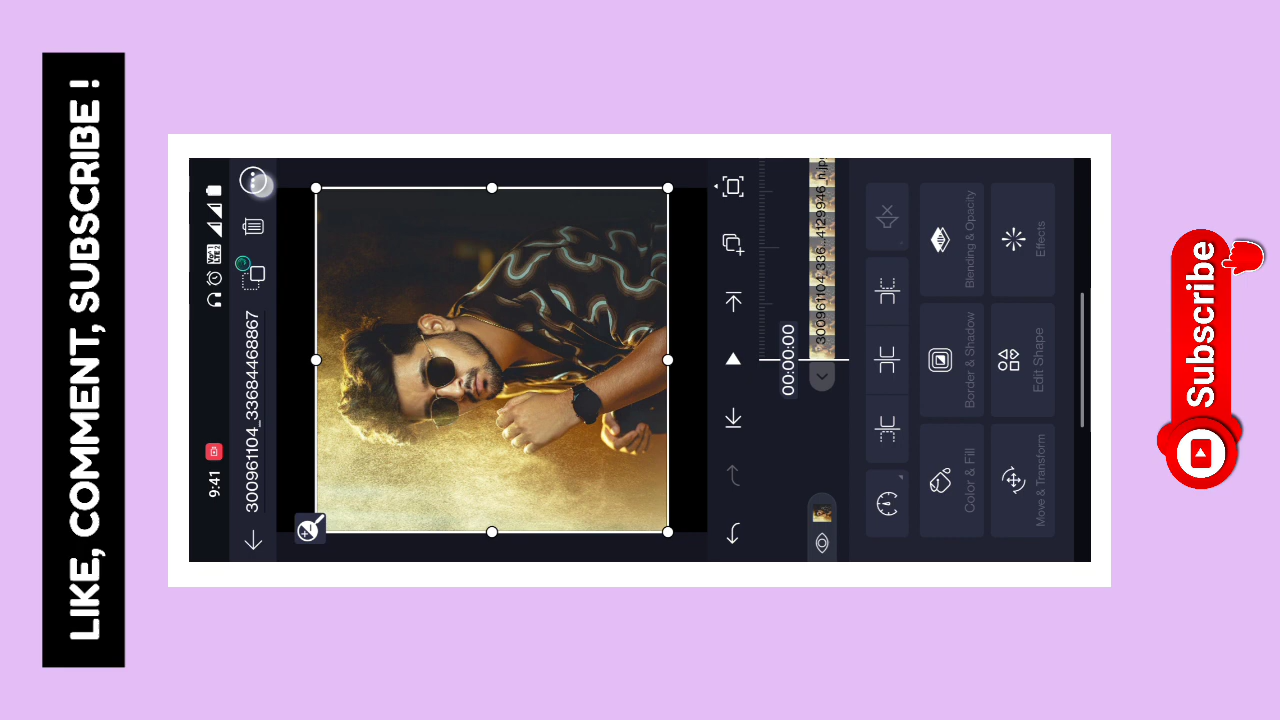 LIKE, COMMENT, SUBSCRIBE !
9:41
300961104_336844468867
00:00:00
Color & Fill
Border & Shadow
Blending & Opacity
Move & Transform
Edit Shape
Effects
Subscribe